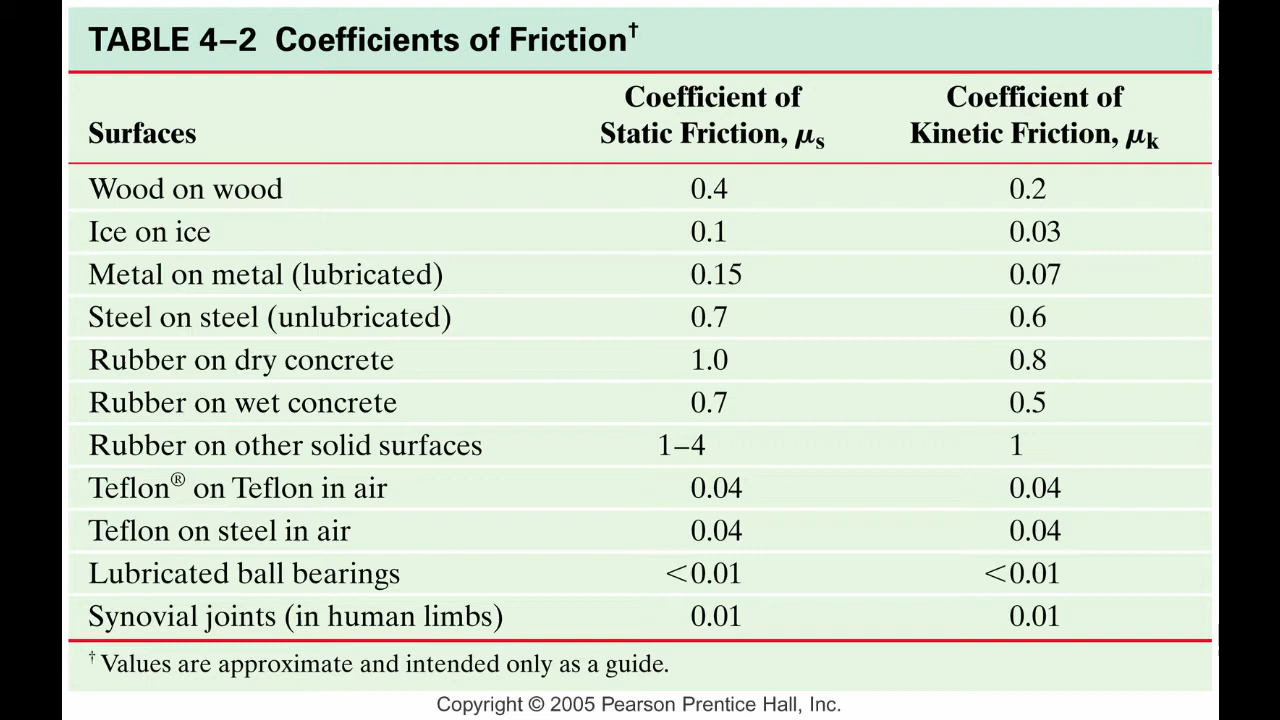 TABLE 4–2 Coefficients of Friction†
Coefficient of Coefficient of
Surfaces Static Friction, μs Kinetic Friction, μk
Wood on wood 0.4 0.2
Ice on ice 0.1 0.03
Metal on metal (lubricated) 0.15 0.07
Steel on steel (unlubricated) 0.7 0.6
Rubber on dry concrete 1.0 0.8
Rubber on wet concrete 0.7 0.5
Rubber on other solid surfaces 1–4 1
Teflon® on Teflon in air 0.04 0.04
Teflon on steel in air 0.04 0.04
Lubricated ball bearings <0.01 <0.01
Synovial joints (in human limbs) 0.01 0.01
† Values are approximate and intended only as a guide.
Copyright © 2005 Pearson Prentice Hall, Inc.